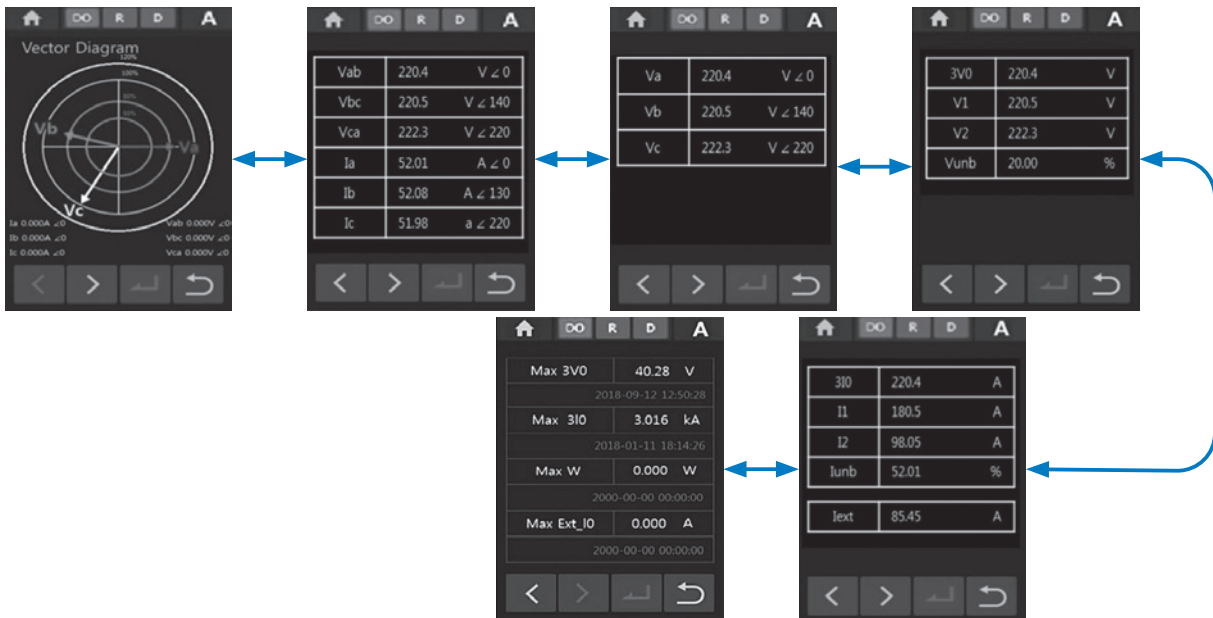 DO R D A
Vector Diagram
120%
100%
Vb
Va
Vc
Ia 0.000A ∠0 Vab 0.000V ∠0
Ib 0.000A ∠0 Vbc 0.000V ∠0
Ic 0.000A ∠0 Vca 0.000V ∠0
DO R D A
Vab 220.4 V ∠ 0
Vbc 220.5 V ∠ 140
Vca 222.3 V ∠ 220
Ia 52.01 A ∠ 0
Ib 52.08 A ∠ 130
Ic 51.98 a ∠ 220
DO R D A
Va 220.4 V ∠ 0
Vb 220.5 V ∠ 140
Vc 222.3 V ∠ 220
DO R D A
3V0 220.4 V
V1 220.5 V
V2 222.3 V
Vunb 20.00 %
DO R D A
Max 3V0 40.28 V
2018-09-12 12:50:28
Max 3I0 3.016 kA
2018-01-11 18:14:26
Max W 0.000 W
2000-00-00 00:00:00
Max Ext_I0 0.000 A
2000-00-00 00:00:00
DO R D A
3I0 220.4 A
I1 180.5 A
I2 98.05 A
Iunb 52.01 %
Iext 85.45 A